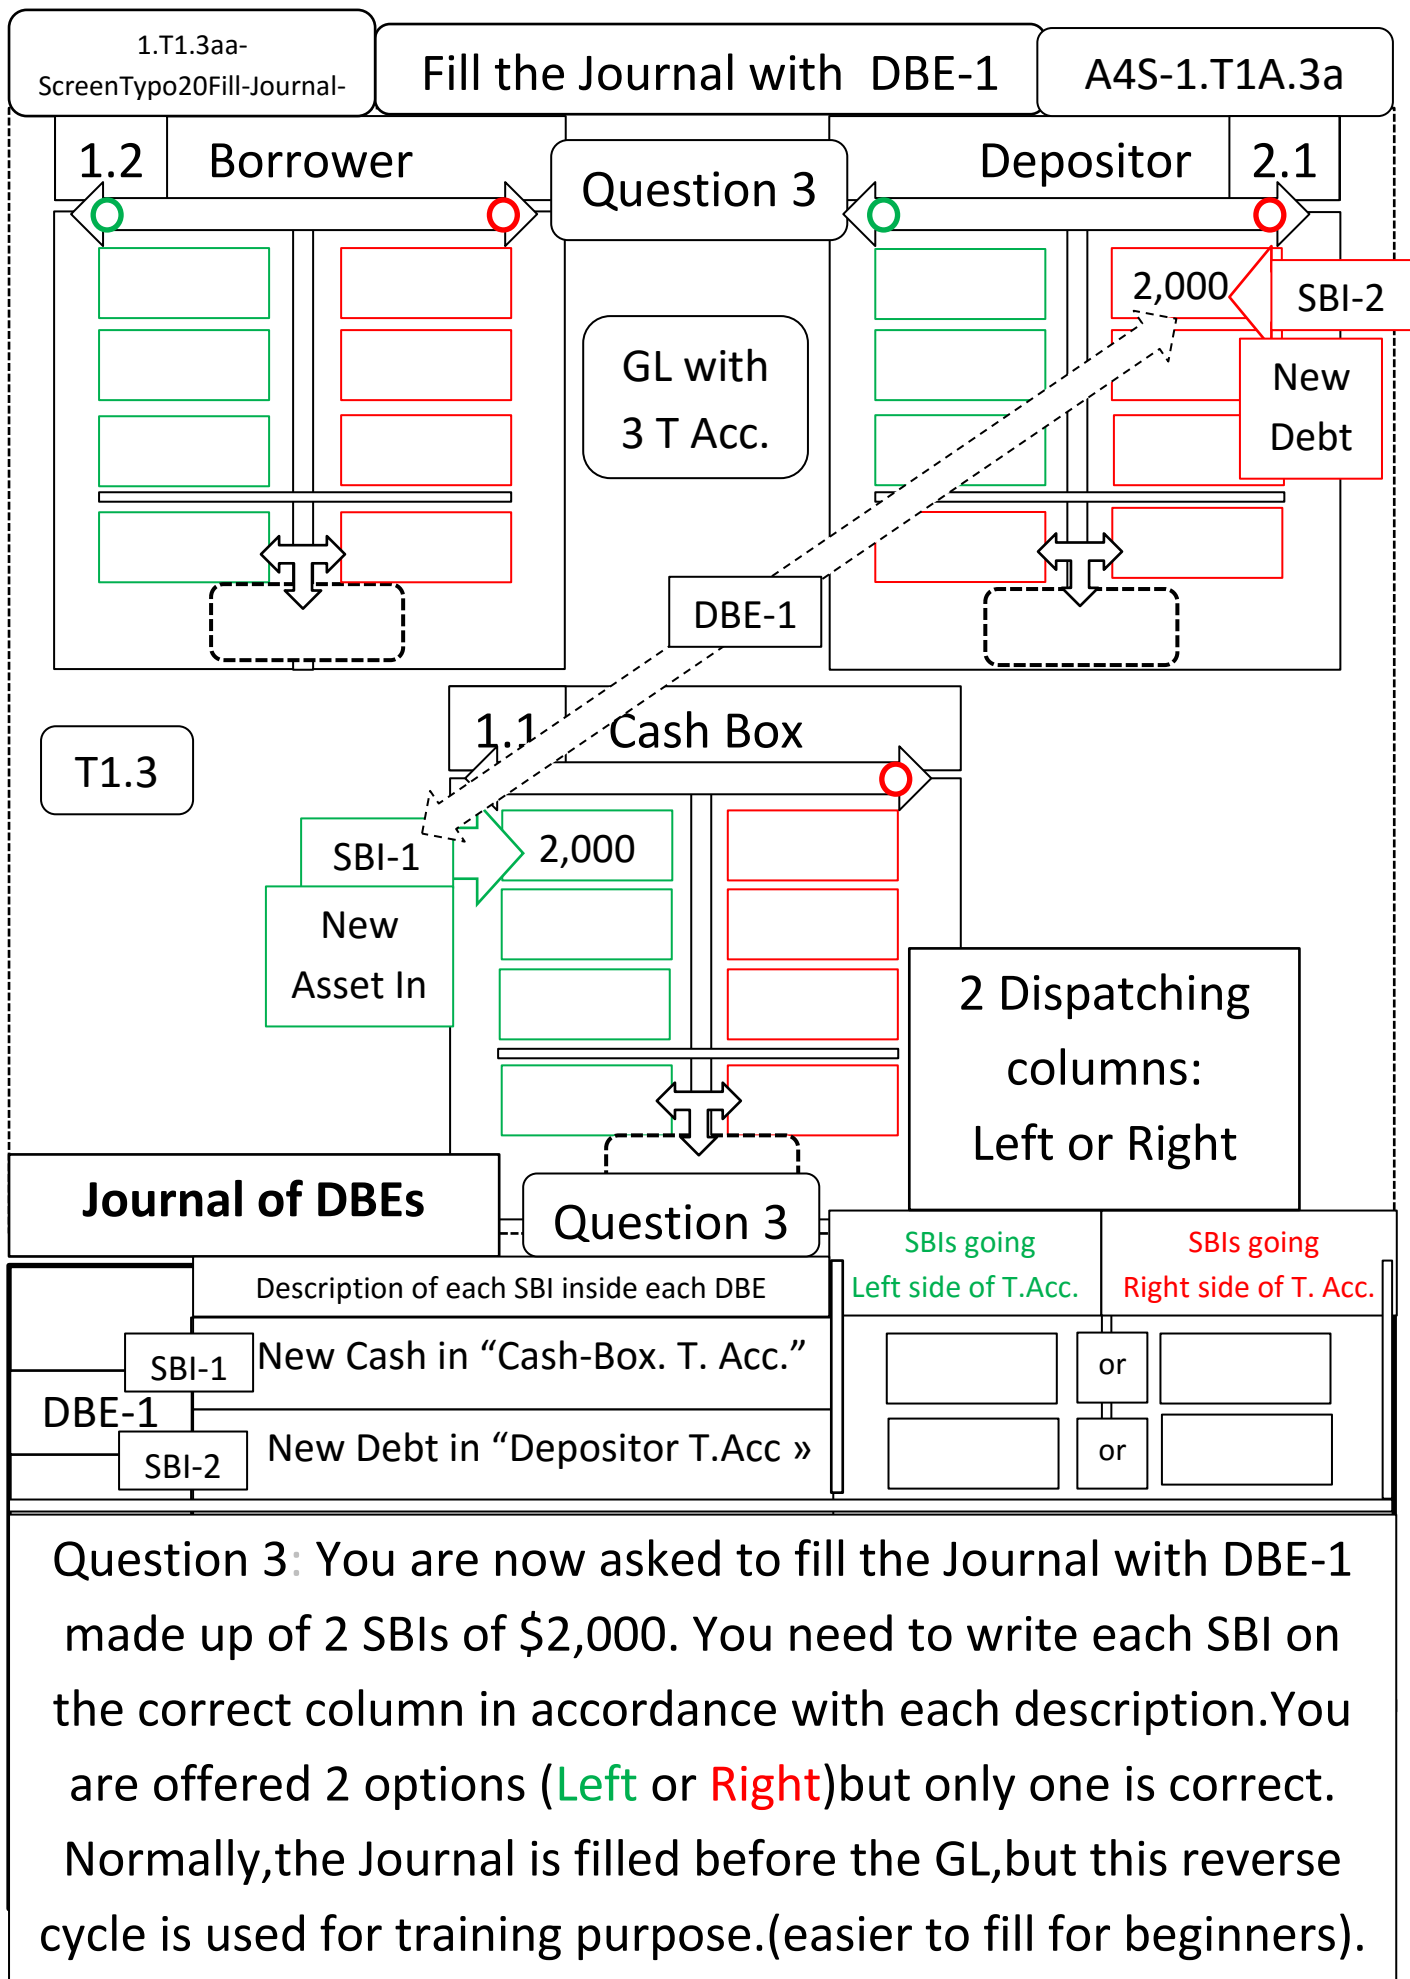 1.T1.3aa-
ScreenTypo20Fill-Journal-
Fill the Journal with DBE-1
A4S-1.T1A.3a
1.2
Borrower
Question 3
Depositor
2.1
2,000
SBI-2
New
Debt
GL with
3 T Acc.
DBE-1
1.1
Cash Box
T1.3
SBI-1
2,000
New
Asset In
2 Dispatching
columns:
Left or Right
Journal of DBEs
Question 3
SBIs going
Left side of T.Acc.
SBIs going
Right side of T. Acc.
Description of each SBI inside each DBE
SBI-1
New Cash in “Cash-Box. T. Acc.”
or
DBE-1
SBI-2
New Debt in “Depositor T.Acc »
or
Question 3: You are now asked to fill the Journal with DBE-1
made up of 2 SBIs of $2,000. You need to write each SBI on
the correct column in accordance with each description.You
are offered 2 options (Left or Right)but only one is correct.
Normally,the Journal is filled before the GL,but this reverse
cycle is used for training purpose.(easier to fill for beginners).